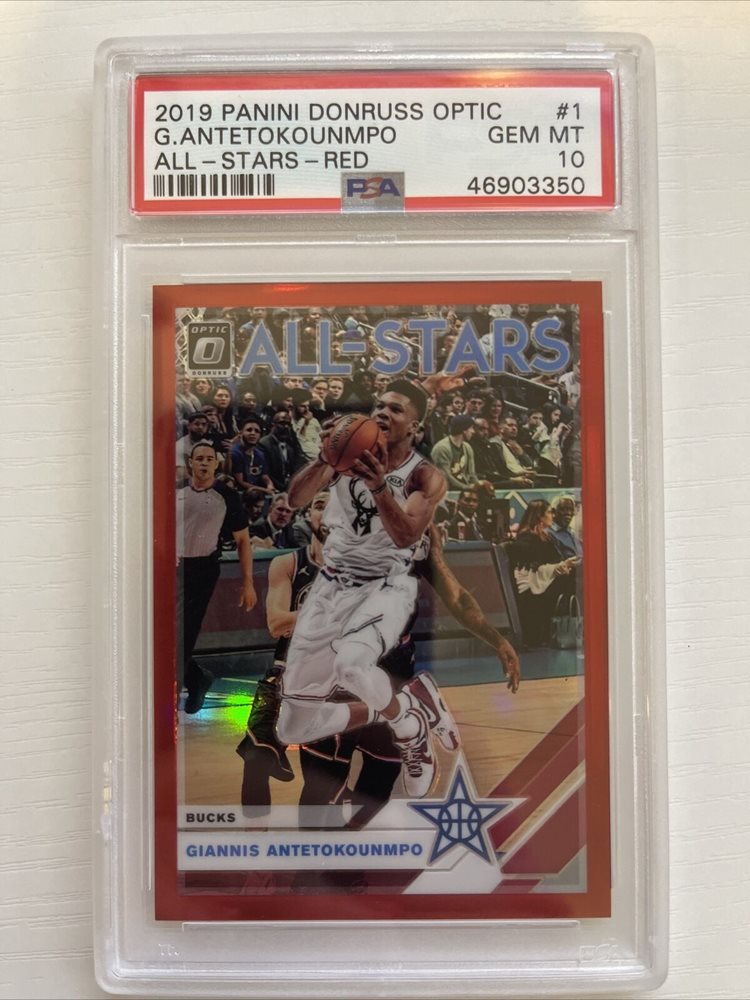 2019 PANINI DONRUSS OPTIC #1
G.ANTETOKOUNMPO GEM MT
ALL-STARS-RED 10
PSA 46903350
OPTIC
DONRUSS
ALL-STARS
KIA
BUCKS
GIANNIS ANTETOKOUNMPO